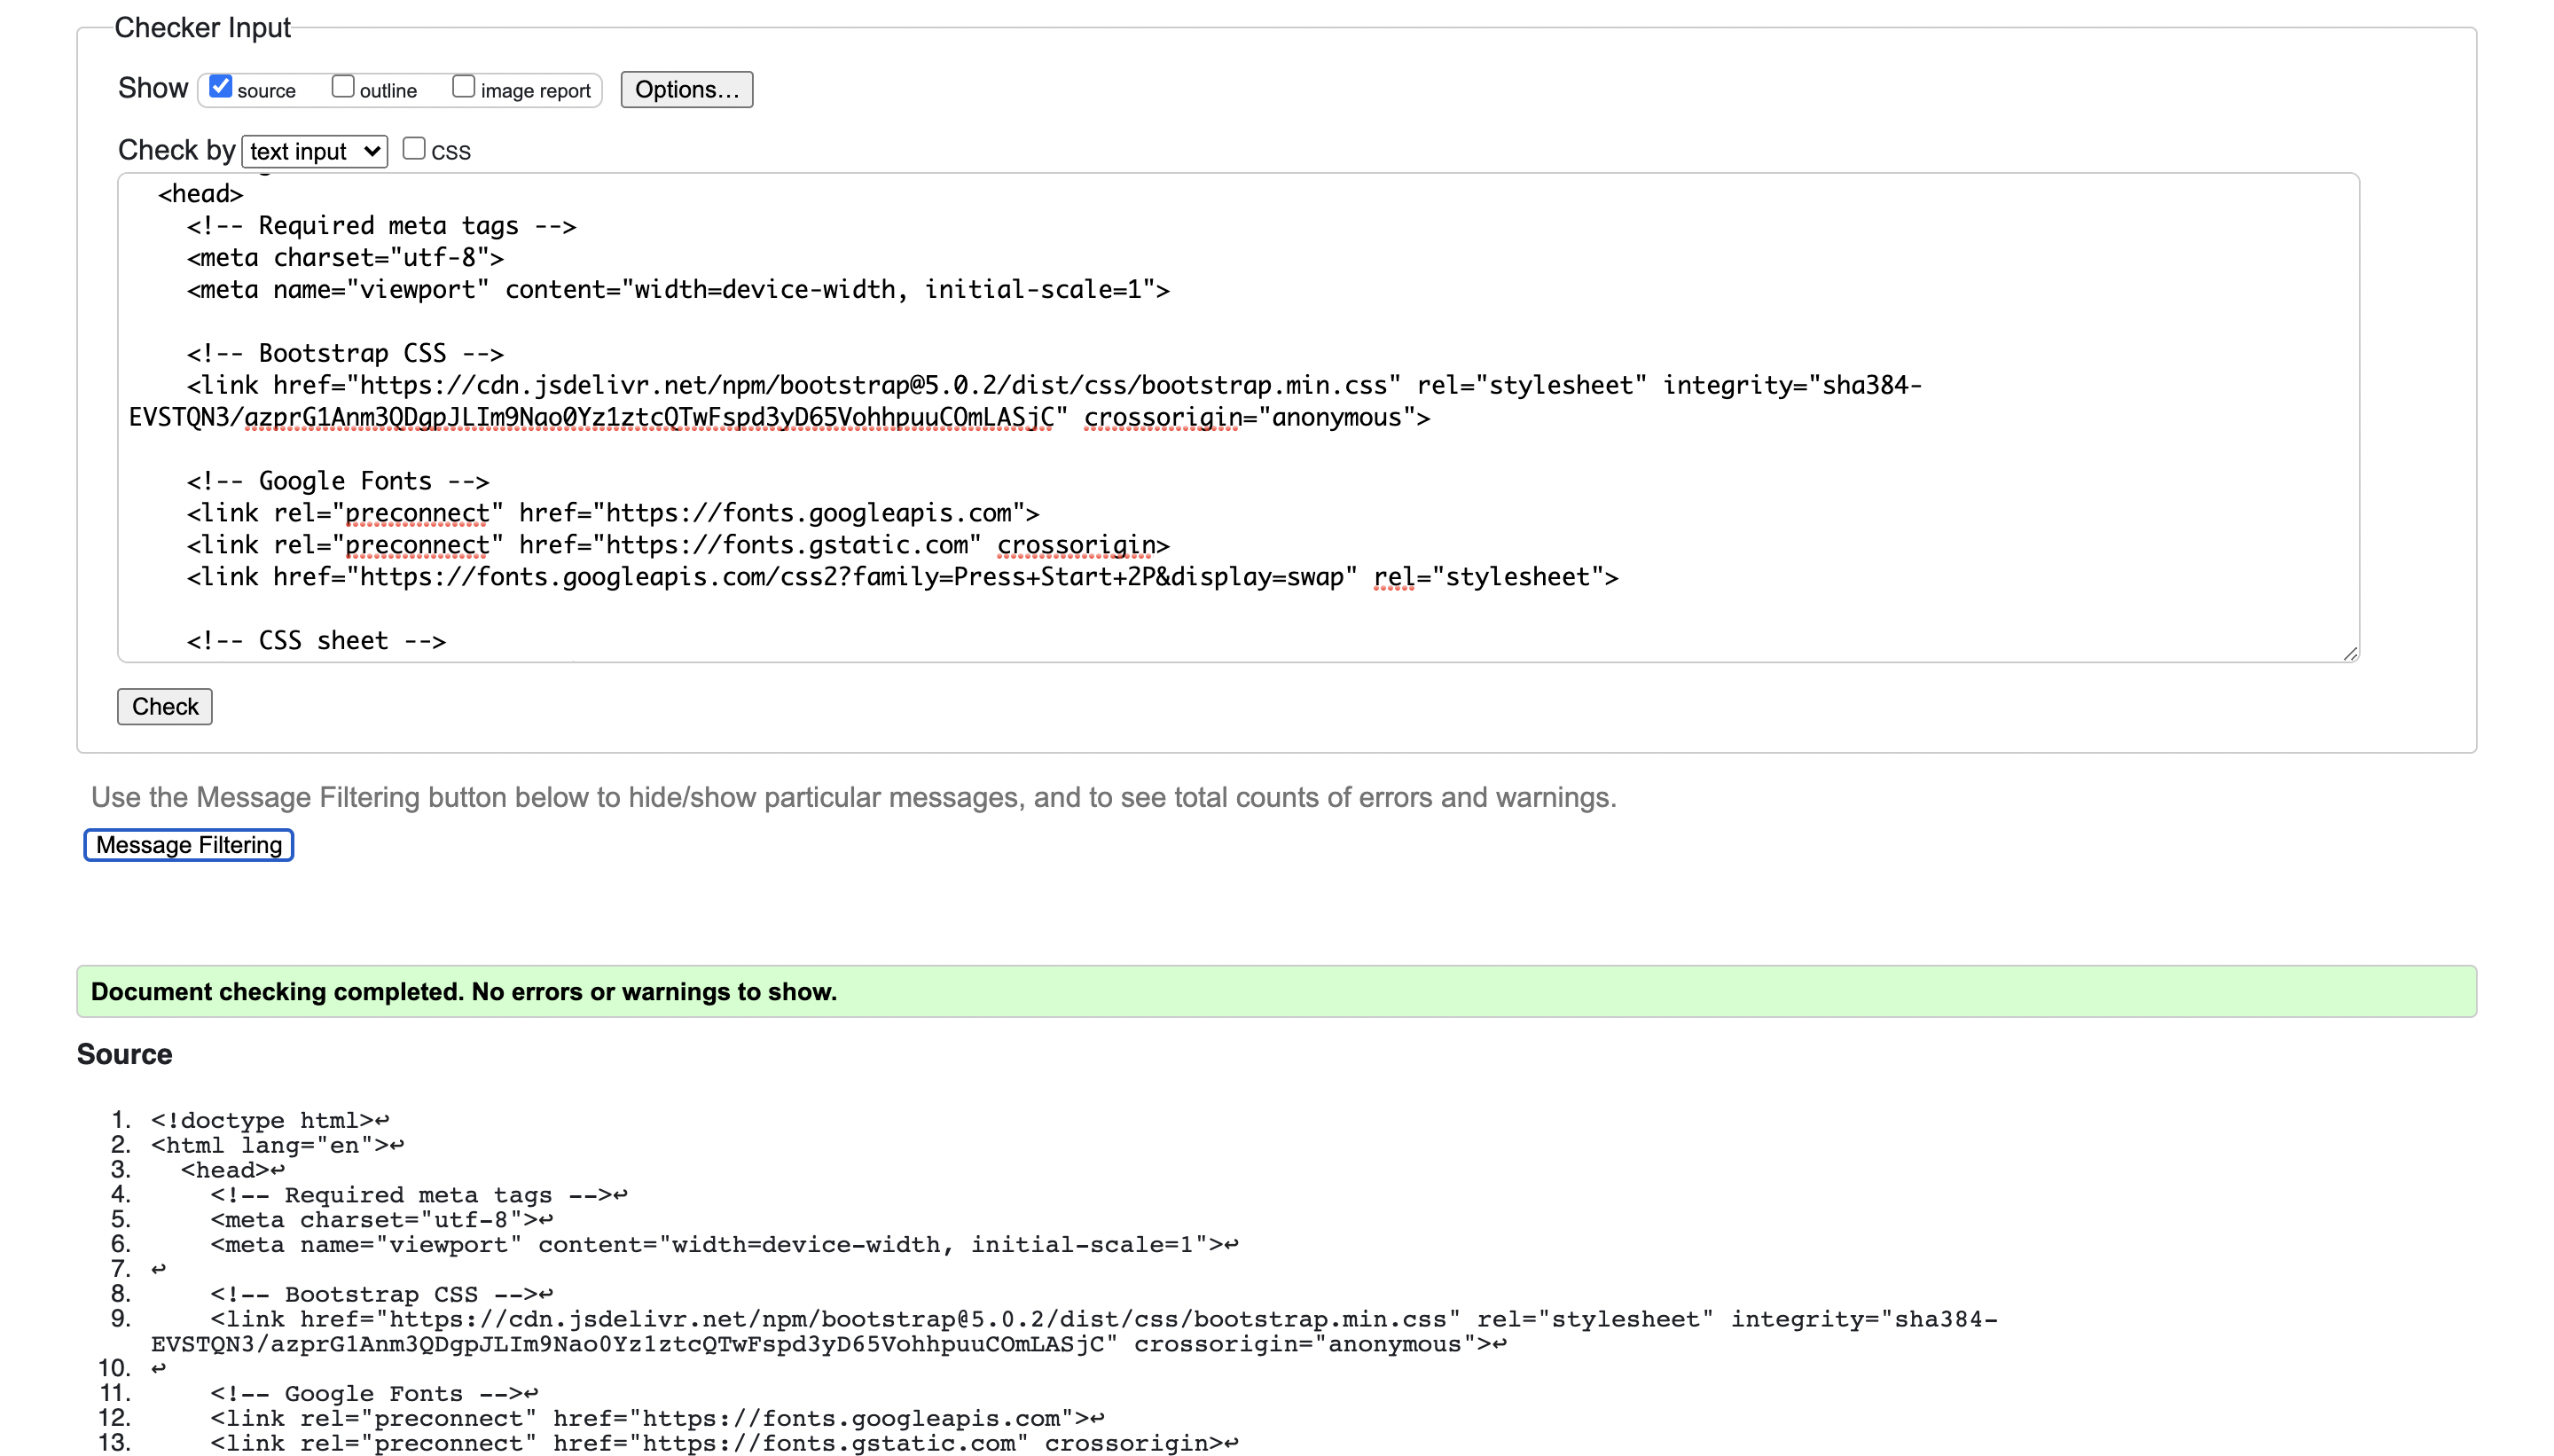 Checker Input
Show source outline image report Options...
Check by text input CSS
<head>
<!-- Required meta tags -->
<meta charset="utf-8">
<meta name="viewport" content="width=device-width, initial-scale=1">
<!-- Bootstrap CSS -->
<link href="https://cdn.jsdelivr.net/npm/bootstrap@5.0.2/dist/css/bootstrap.min.css" rel="stylesheet" integrity="sha384-
EVSTQN3/azprG1Anm3QDgpJLIm9Nao0Yz1ztcQTwFspd3yD65VohhpuuCOmLASjC" crossorigin="anonymous">
<!-- Google Fonts -->
<link rel="preconnect" href="https://fonts.googleapis.com">
<link rel="preconnect" href="https://fonts.gstatic.com" crossorigin>
<link href="https://fonts.googleapis.com/css2?family=Press+Start+2P&display=swap" rel="stylesheet">
<!-- CSS sheet -->
Check
Use the Message Filtering button below to hide/show particular messages, and to see total counts of errors and warnings.
Message Filtering
Document checking completed. No errors or warnings to show.
Source
1. <!doctype html>↩
2. <html lang="en">↩
3. <head>↩
4. <!-- Required meta tags -->↩
5. <meta charset="utf-8">↩
6. <meta name="viewport" content="width=device-width, initial-scale=1">↩
7. ↩
8. <!-- Bootstrap CSS -->↩
9. <link href="https://cdn.jsdelivr.net/npm/bootstrap@5.0.2/dist/css/bootstrap.min.css" rel="stylesheet" integrity="sha384-
EVSTQN3/azprG1Anm3QDgpJLIm9Nao0Yz1ztcQTwFspd3yD65VohhpuuCOmLASjC" crossorigin="anonymous">↩
10. ↩
11. <!-- Google Fonts -->↩
12. <link rel="preconnect" href="https://fonts.googleapis.com">↩
13. <link rel="preconnect" href="https://fonts.gstatic.com" crossorigin>↩